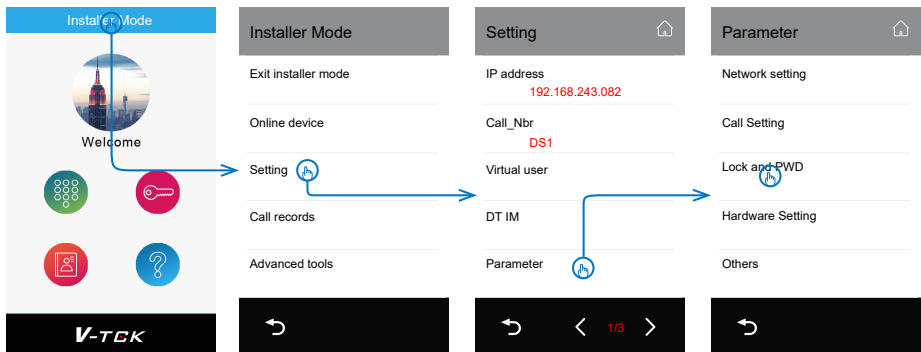 Installer Mode
Welcome
V-TEK
Installer Mode
Exit installer mode
Online device
Setting
Call records
Advanced tools
Setting
IP address
192.168.243.082
Call_Nbr
DS1
Virtual user
DT IM
Parameter
1/3
Parameter
Network setting
Call Setting
Lock and PWD
Hardware Setting
Others